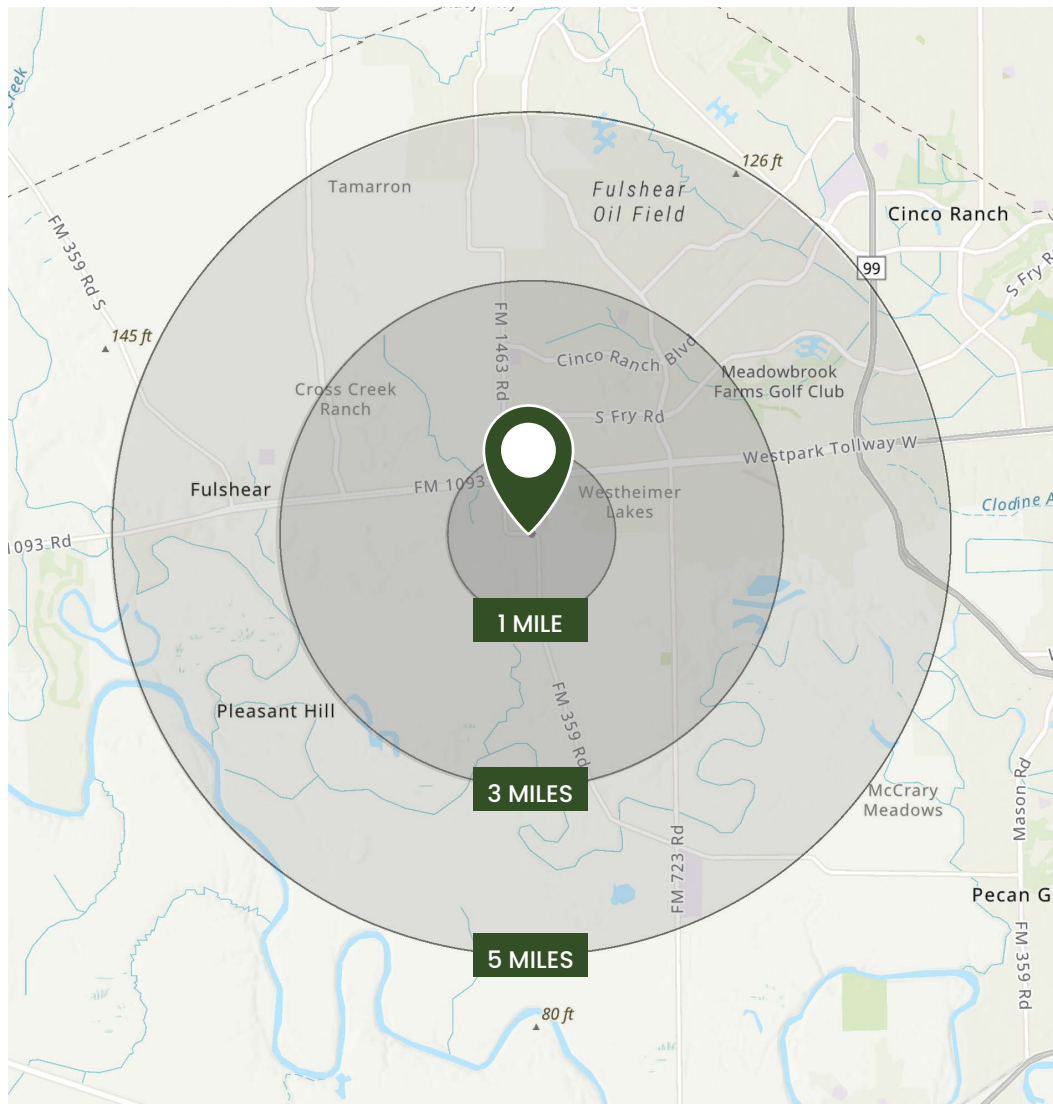 Creek
Tamarron
126 ft
Fulshear
Oil Field
Cinco Ranch
FM 359 Rd S
99
S Fry R
145 ft
FM 1463 Rd
Cinco Ranch Blvd
Meadowbrook
Farms Golf Club
Cross Creek
Ranch
S Fry Rd
Westpark Tollway W
FM 1093
Fulshear
Westheimer
Lakes
Clodine A
1093 Rd
1 MILE
FM 359 Rd
Pleasant Hill
3 MILES
McCrary
Meadows
Mason Rd
FM 723 Rd
Pecan G
FM 359 Rd
5 MILES
80 ft